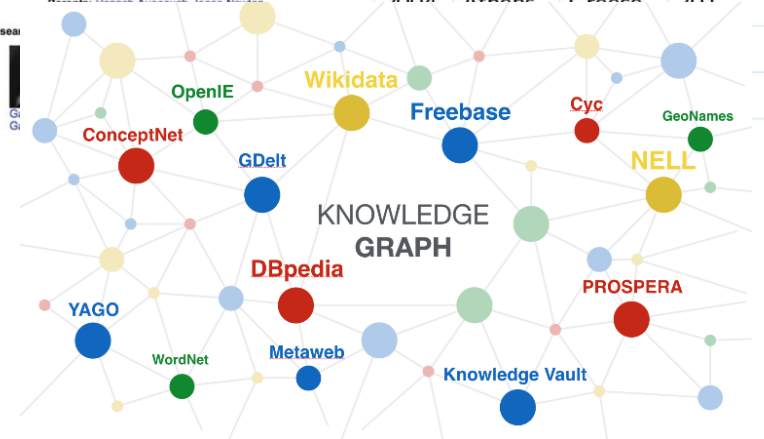 OpenIE
Wikidata
Freebase
Cyc
GeoNames
ConceptNet
GDelt
NELL
KNOWLEDGE
GRAPH
DBpedia
PROSPERA
YAGO
WordNet
Metaweb
Knowledge Vault